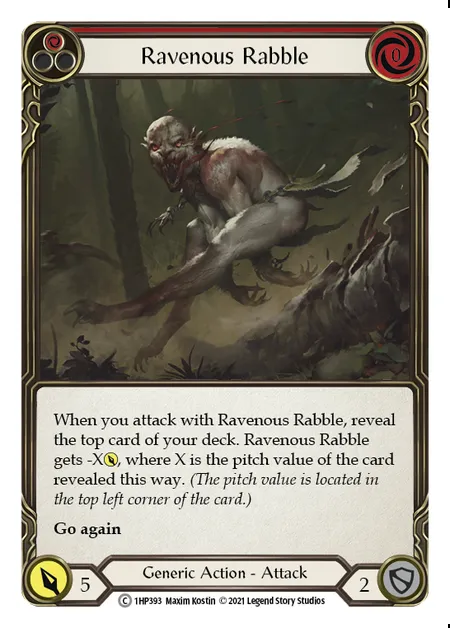 Ravenous Rabble
0
When you attack with Ravenous Rabble, reveal
the top card of your deck. Ravenous Rabble
gets -X, where X is the pitch value of the card
revealed this way. (The pitch value is located in
the top left corner of the card.)
Go again
5
Generic Action - Attack
2
C 1HP393 Maxim Kostin © 2021 Legend Story Studios